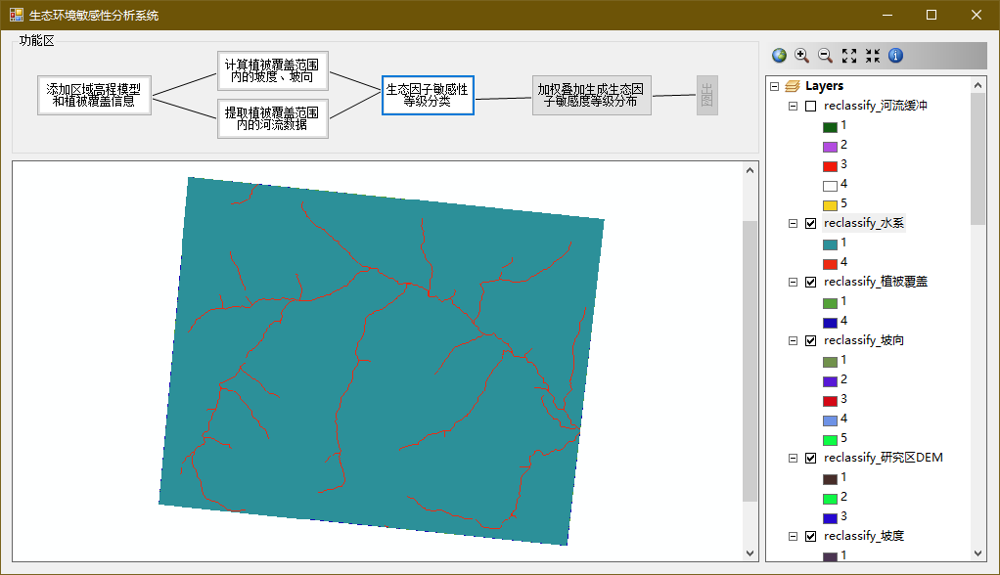 生态环境敏感性分析系统
功能区
添加区域高程模型
和植被覆盖信息
计算植被覆盖范围
内的坡度、坡向
提取植被覆盖范围
内的河流数据
生态因子敏感性
等级分类
加权叠加生成生态因
子敏感度等级分布
出
图
Layers
reclassify_河流缓冲
1
2
3
4
5
reclassify_水系
1
4
reclassify_植被覆盖
1
4
reclassify_坡向
1
2
3
4
5
reclassify_研究区DEM
1
2
3
reclassify_坡度
1